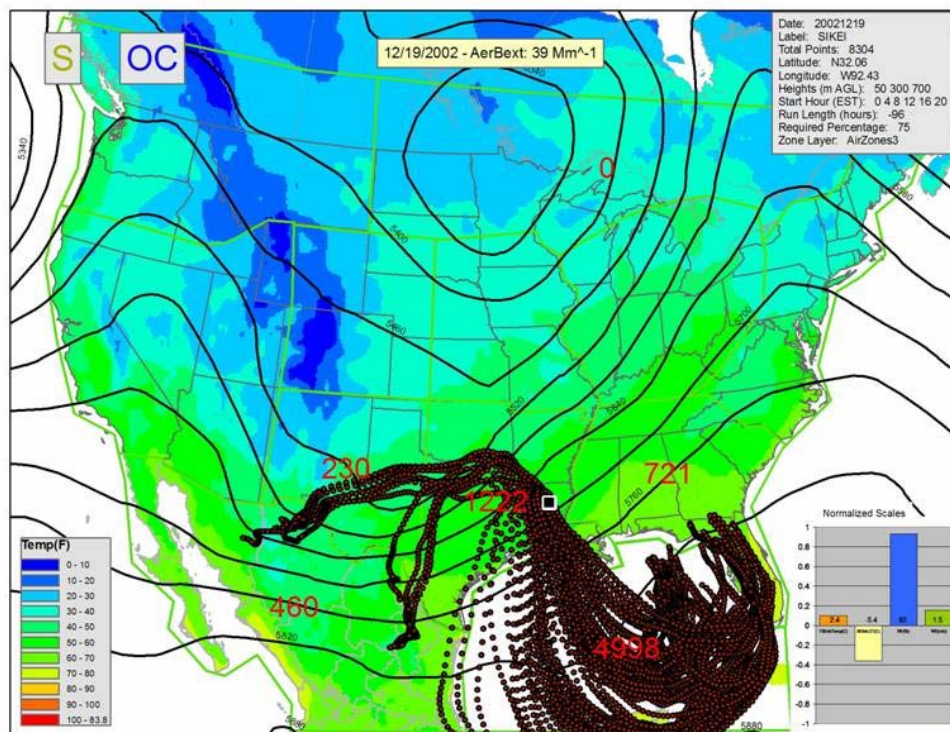 S
OC
12/19/2002 - AerBext: 39 Mm^-1
Date: 20021219
Label: SIKEI
Total Points: 8304
Latitude: N32.06
Longitude: W92.43
Heights (m AGL): 50 300 700
Start Hour (EST): 0 4 8 12 16 20
Run Length (hours): -96
Required Percentage: 75
Zone Layer: AirZones3
5340
5340
0
5400
5460
5700
5640
5760
230
721
1222
460
4998
5820
5880
5880
Temp(F)
0 - 10
10 - 20
20 - 30
30 - 40
40 - 50
50 - 60
60 - 70
70 - 80
80 - 90
90 - 100
100 - 83.8
Normalized Scales
1
0.8
0.6
0.4
0.2
0
-0.2
-0.4
-0.6
-0.8
-1
2.4
-5.4
1.5